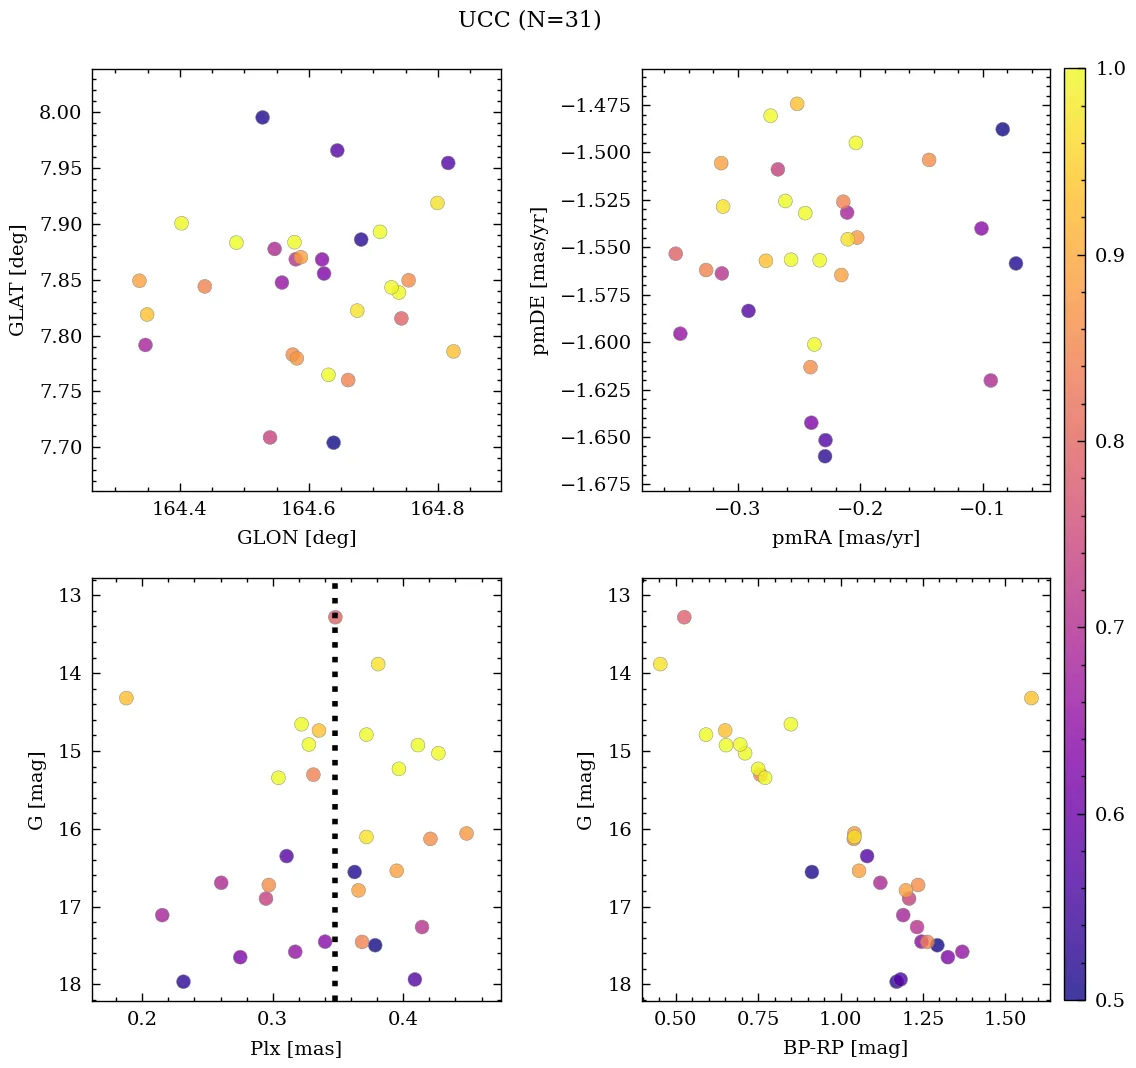 UCC (N=31)
8.00
7.95
7.90
7.85
7.80
7.75
7.70
GLAT [deg]
164.4 164.6 164.8
GLON [deg]
−1.475
−1.500
−1.525
−1.550
−1.575
−1.600
−1.625
−1.650
−1.675
pmDE [mas/yr]
−0.3 −0.2 −0.1
pmRA [mas/yr]
13
14
15
16
17
18
G [mag]
0.2 0.3 0.4
Plx [mas]
13
14
15
16
17
18
G [mag]
0.50 0.75 1.00 1.25 1.50
BP-RP [mag]
1.0
0.9
0.8
0.7
0.6
0.5